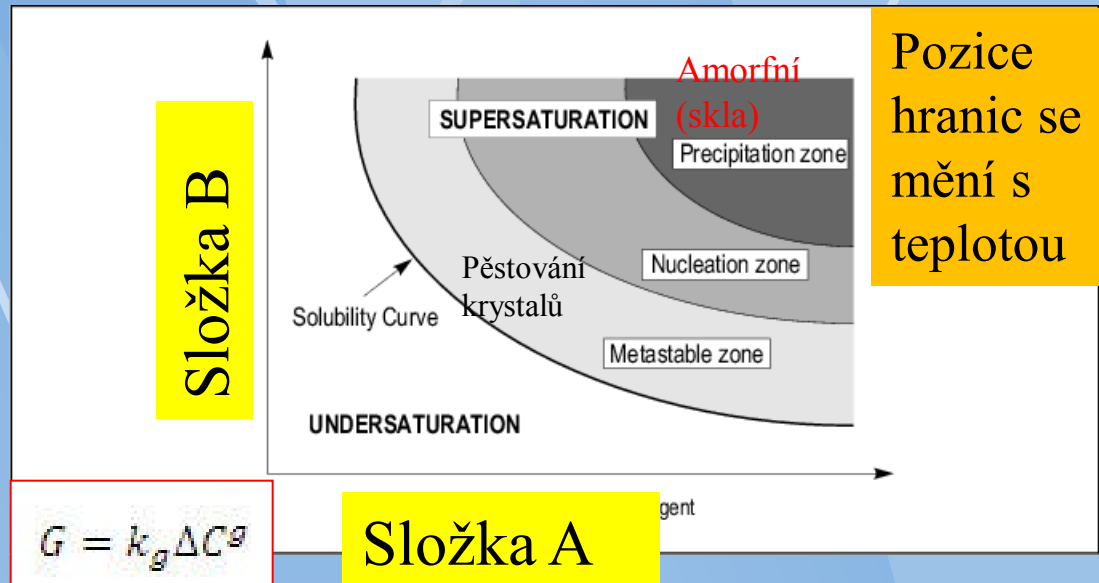 Pozice
hranic se
mění s
teplotou
Amorfní
(skla)
SUPERSATURATION
Precipitation zone
Složka B
Pěstování
krystalů
Nucleation zone
Solubility Curve
Metastable zone
UNDERSATURATION
gent
G = k_g ΔC^g
Složka A